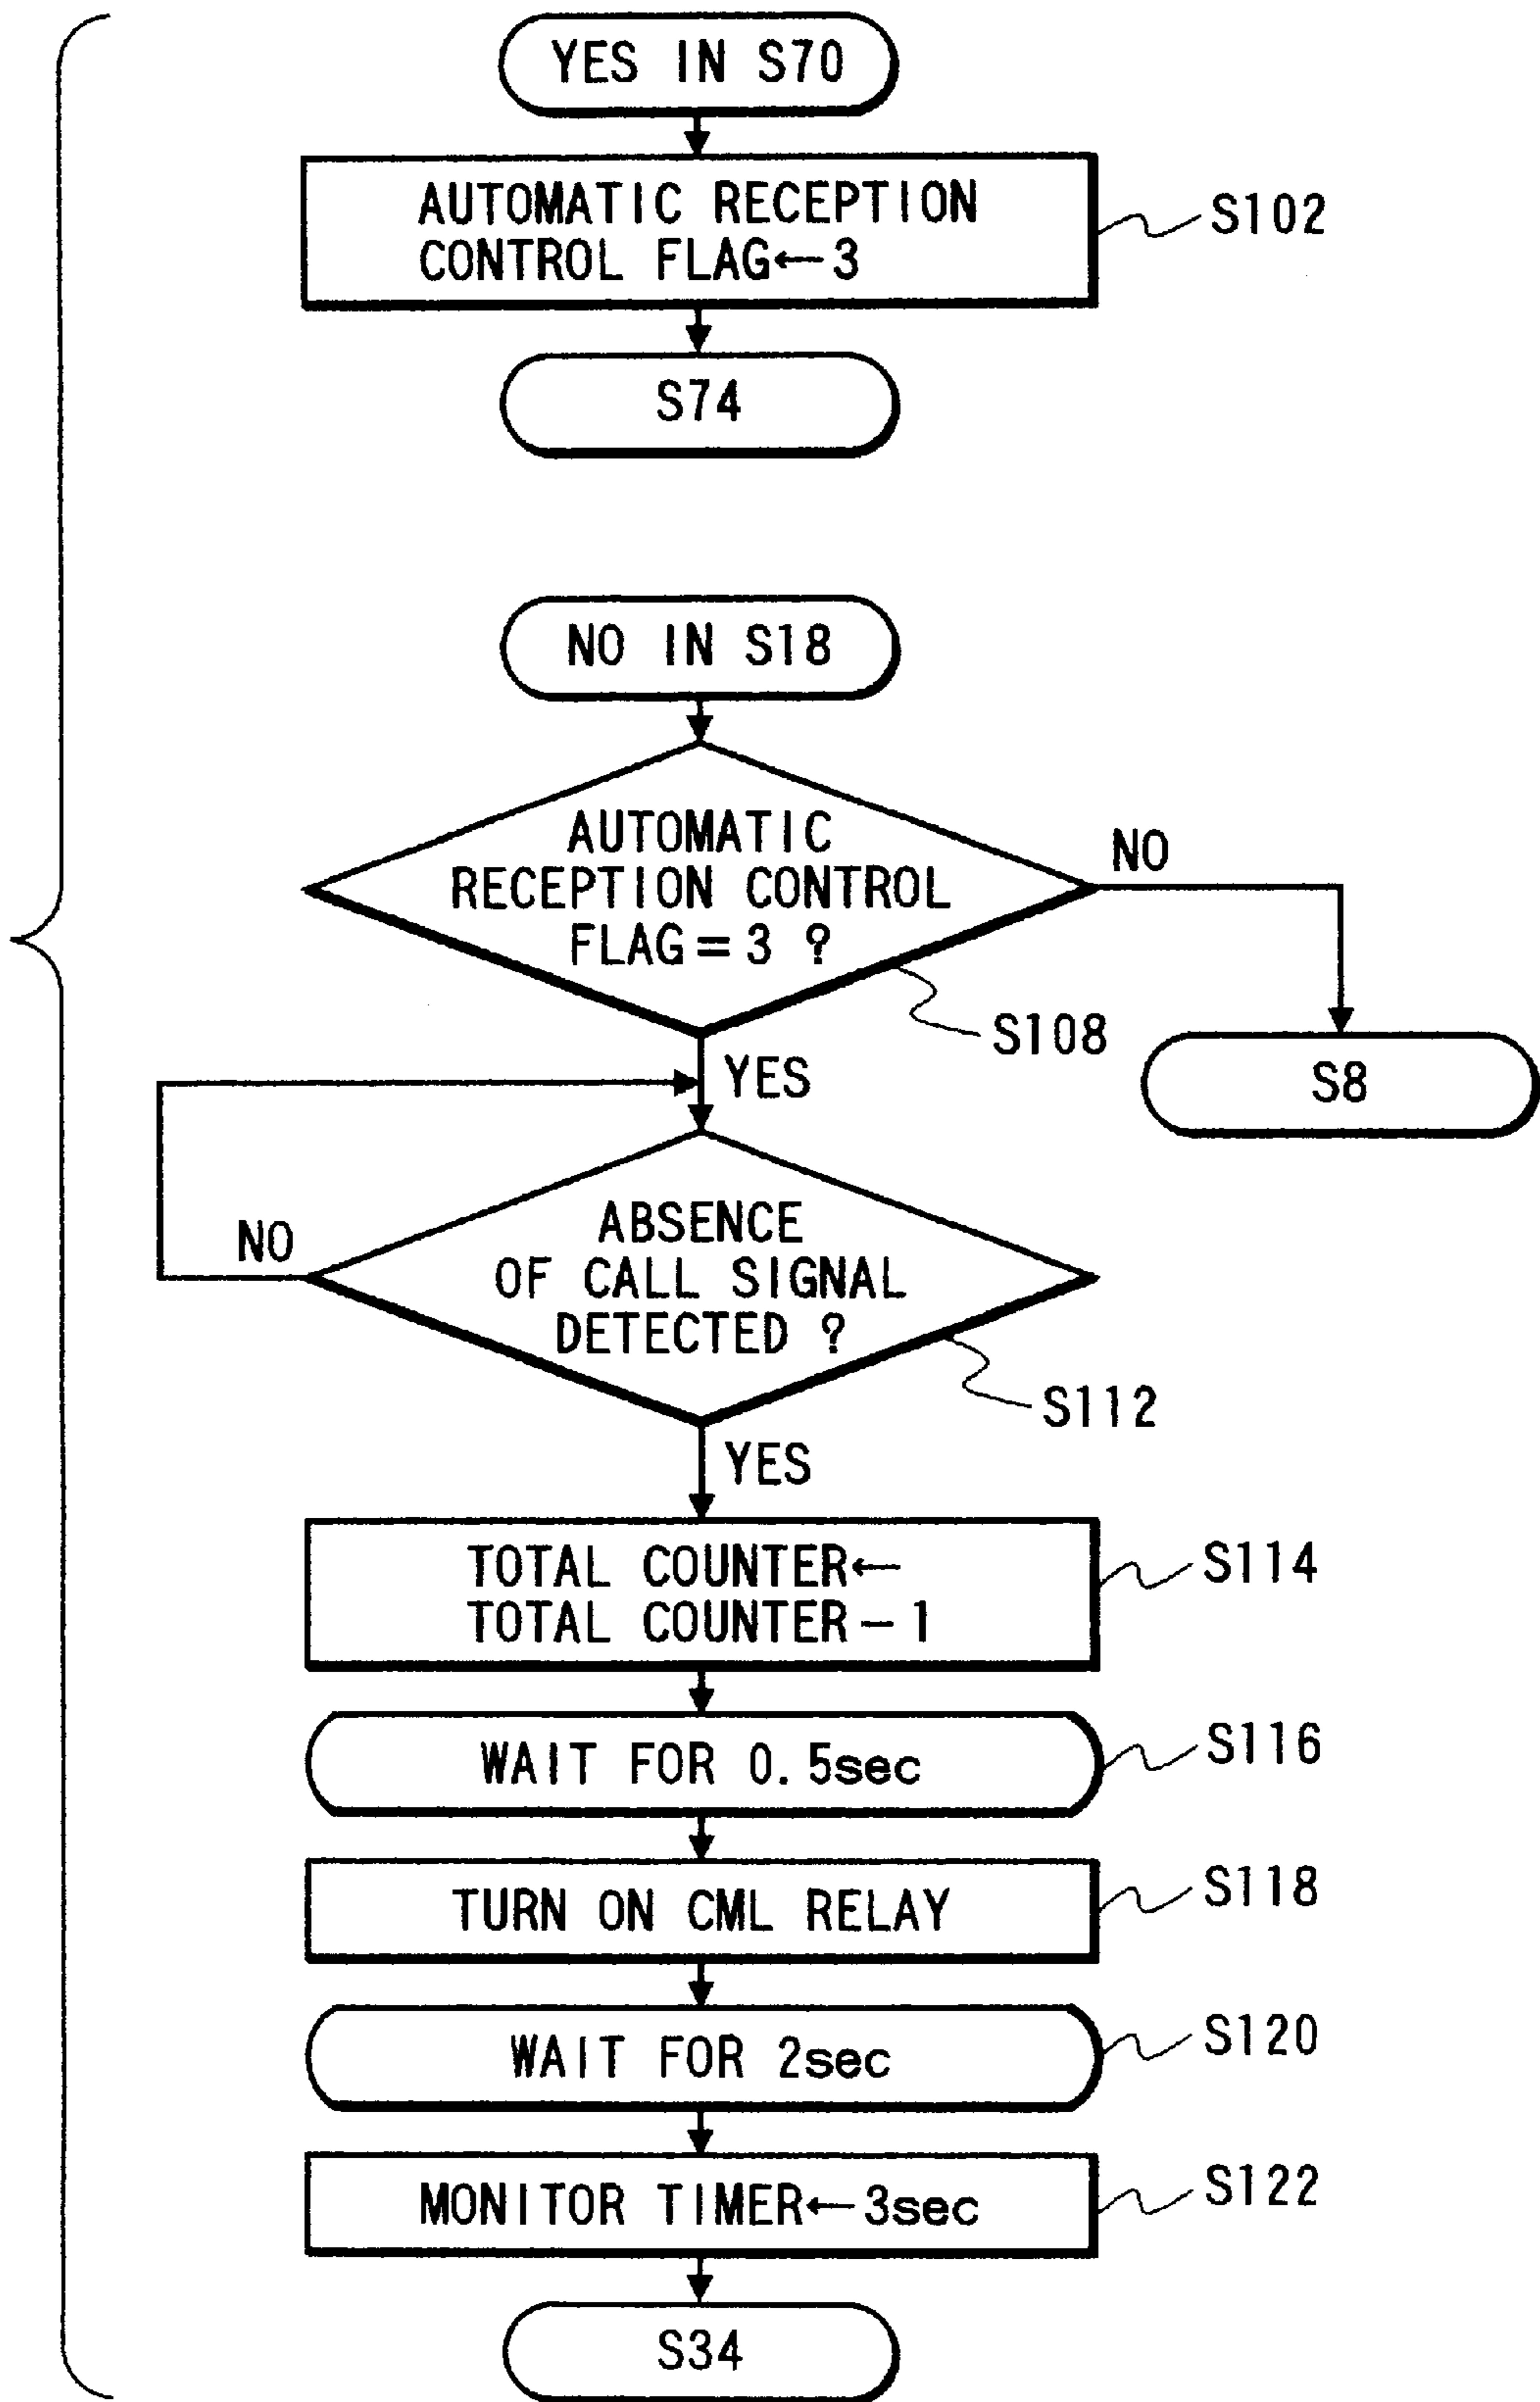 YES IN S70
AUTOMATIC RECEPTION
CONTROL FLAG←3
S102
S74
NO IN S18
AUTOMATIC
RECEPTION CONTROL
FLAG=3 ?
NO
S108
YES
S8
ABSENCE
OF CALL SIGNAL
DETECTED ?
NO
S112
YES
TOTAL COUNTER←
TOTAL COUNTER-1
S114
WAIT FOR 0.5sec
S116
TURN ON CML RELAY
S118
WAIT FOR 2sec
S120
MONITOR TIMER←3sec
S122
S34